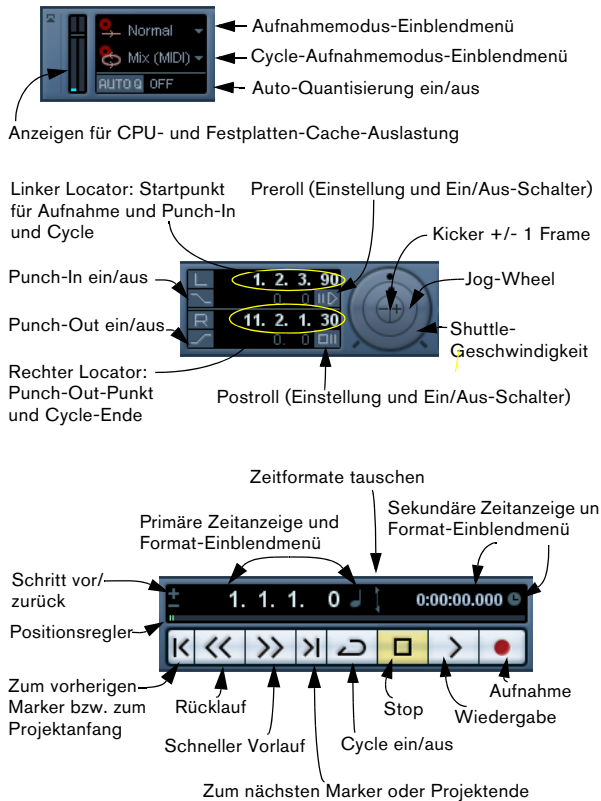 Normal
Aufnahmemodus-Einblendmenü
Mix (MIDI)
Cycle-Aufnahmemodus-Einblendmenü
AUTO Q OFF
Auto-Quantisierung ein/aus
Anzeigen für CPU- und Festplatten-Cache-Auslastung
Linker Locator: Startpunkt
für Aufnahme und Punch-In
und Cycle
Preroll (Einstellung und Ein/Aus-Schalter)
Kicker +/- 1 Frame
Punch-In ein/aus
L 1. 2. 3. 90
0 0
Jog-Wheel
Punch-Out ein/aus
R 11. 2. 1. 30
0. 0
Shuttle-
Geschwindigkeit
Rechter Locator:
Punch-Out-Punkt
und Cycle-Ende
Postroll (Einstellung und Ein/Aus-Schalter)
Zeitformate tauschen
Primäre Zeitanzeige und
Format-Einblendmenü
Sekundäre Zeitanzeige un
Format-Einblendmenü
Schritt vor/
zurück
1. 1. 1. 0
0:00:00.000
Positionsregler
Zum vorherigen
Marker bzw. zum
Projektanfang
Rücklauf
Schneller Vorlauf
Cycle ein/aus
Stop
Wiedergabe
Aufnahme
Zum nächsten Marker oder Projektende